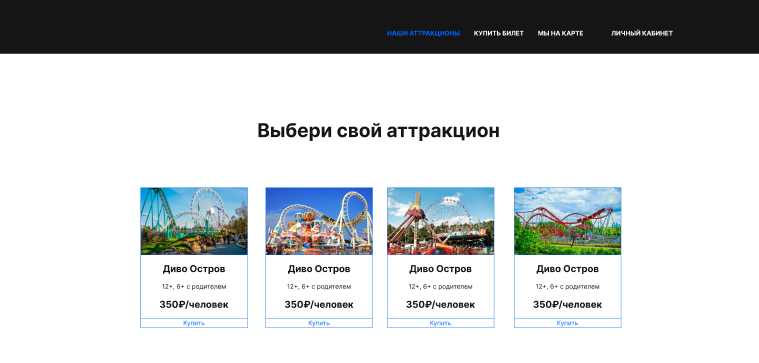 НАШИ АТТРАКЦИОНЫ КУПИТЬ БИЛЕТ МЫ НА КАРТЕ ЛИЧНЫЙ КАБИНЕТ
Выбери свой аттракцион
Диво Остров
12+, 6+ с родителем
350₽/человек
Купить
Диво Остров
12+, 6+ с родителем
350₽/человек
Купить
Диво Остров
12+, 6+ с родителем
350₽/человек
Купить
Диво Остров
12+, 6+ с родителем
350₽/человек
Купить